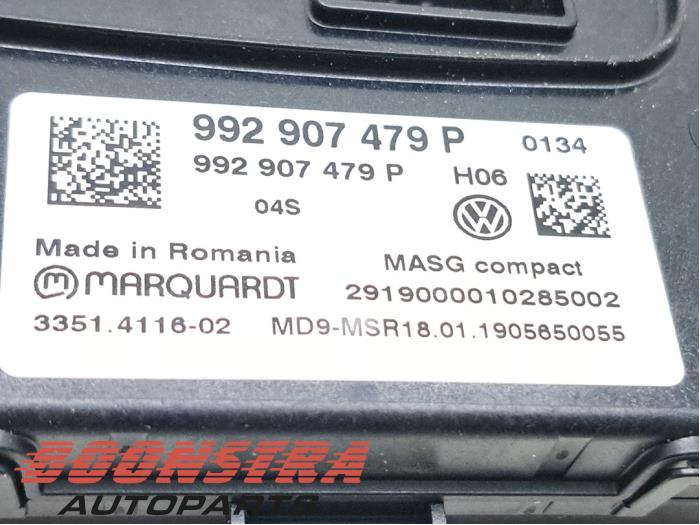 992 907 479 P 0134
992 907 479 P H06
04S
Made in Romania MASG compact
MARQUARDT 2919000010285002
3351.4116-02 MD9-MSR18.01.1905650055
BOONSTRA
AUTOPARTS